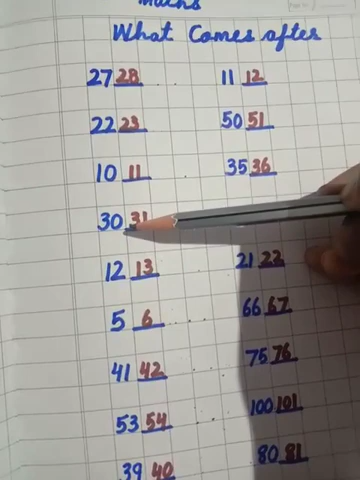 Maths
What Comes after
27 28 11 12
22 23 50 51
10 11 35 36
30 31
12 13 21 22
5 6 66 67
41 42 75 76
53 54 100 101
39 40 80 81